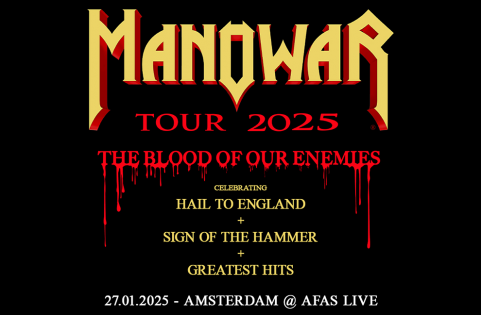 MANOWAR
TOUR 2025
THE BLOOD OF OUR ENEMIES
CELEBRATING
HAIL TO ENGLAND
+
SIGN OF THE HAMMER
+
GREATEST HITS
27.01.2025 - AMSTERDAM @ AFAS LIVE